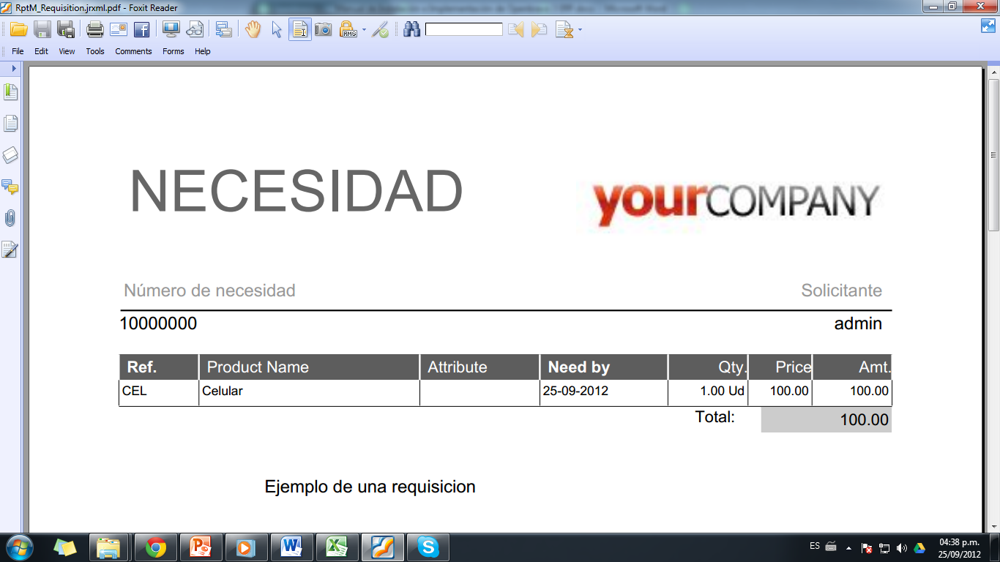 RptM_Requisition.jrxml.pdf - Foxit Reader
RMS
File Edit View Tools Comments Forms Help
NECESIDAD
yourCOMPANY
Número de necesidad Solicitante
10000000 admin
Ref. Product Name Attribute Need by Qty. Price Amt.
CEL Celular 25-09-2012 1.00 Ud 100.00 100.00
Total: 100.00
Ejemplo de una requisicion
ES 04:38 p.m.
25/09/2012